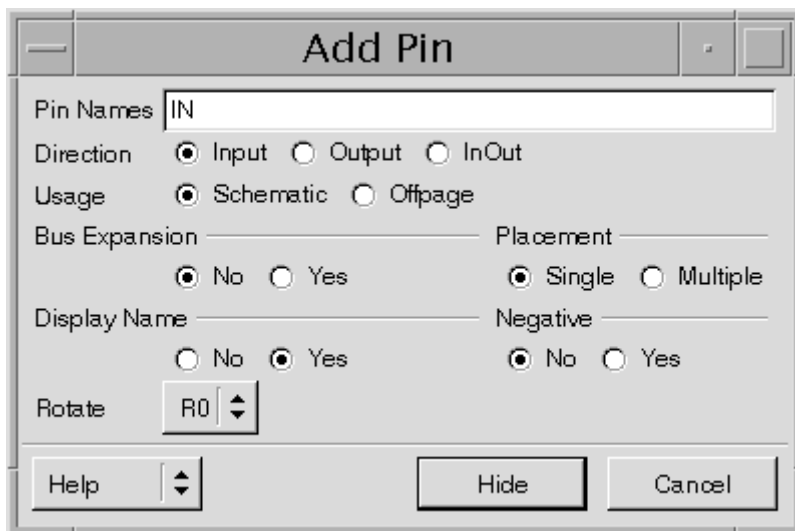 Add Pin
Pin Names IN
Direction Input Output InOut
Usage Schematic Offpage
Bus Expansion Placement
No Yes Single Multiple
Display Name Negative
No Yes No Yes
Rotate R0
Help Hide Cancel